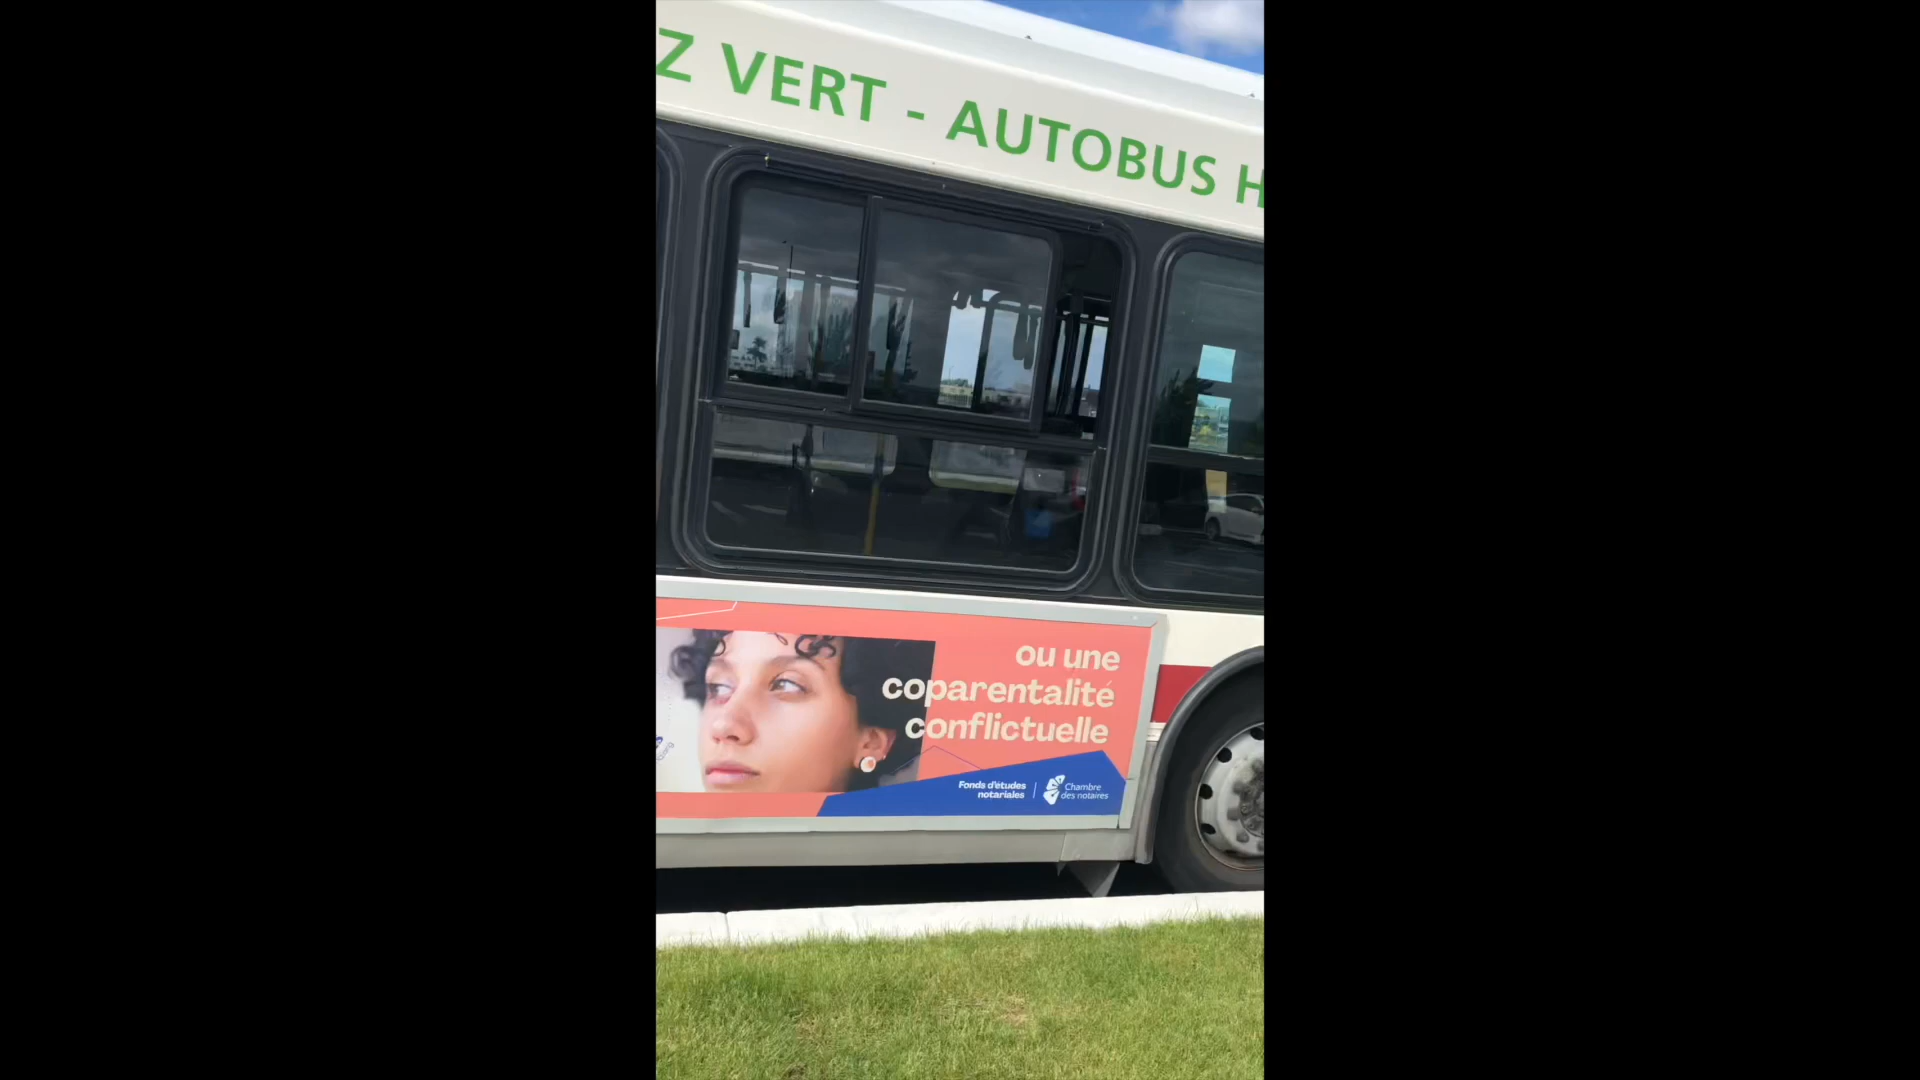 Z VERT - AUTOBUS H
ou une
coparentalité
conflictuelle
Fonds d'études
notariales
Chambre
des notaires